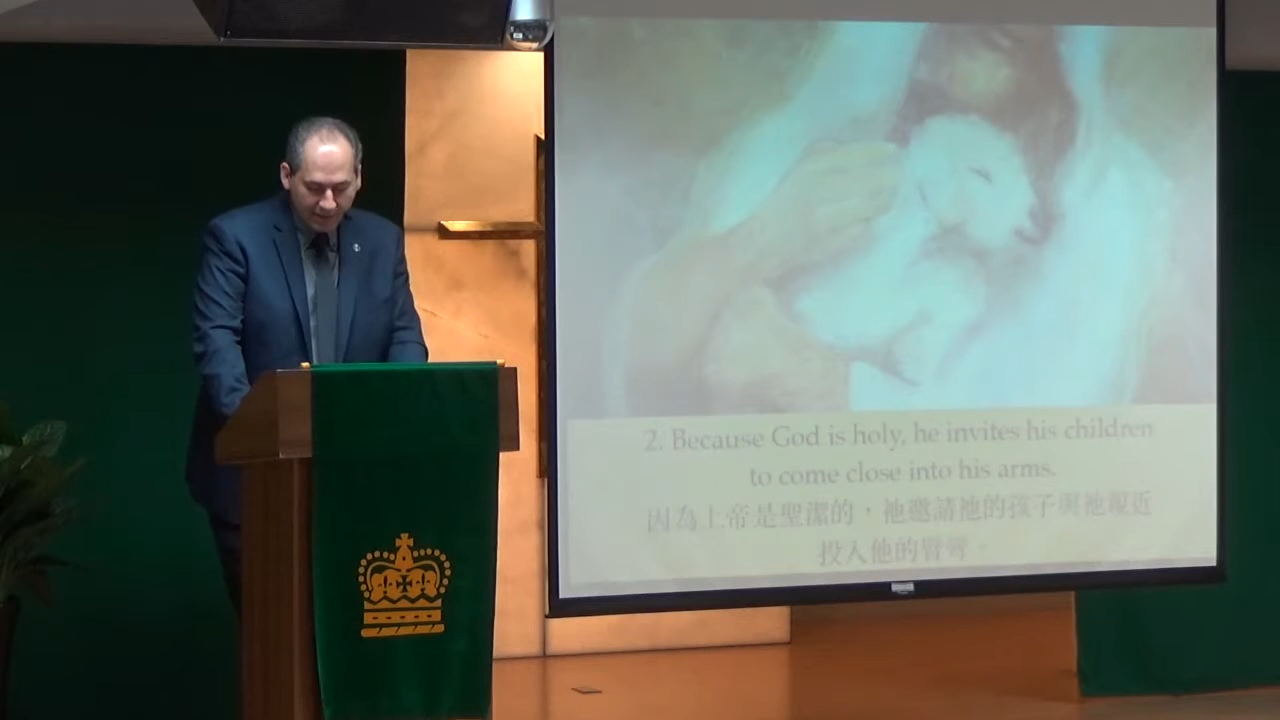 2. Because God is holy, he invites his children
to come close into his arms.
因為上帝是聖潔的，祂邀請祂的孩子與祂親近
投入他的臂彎。